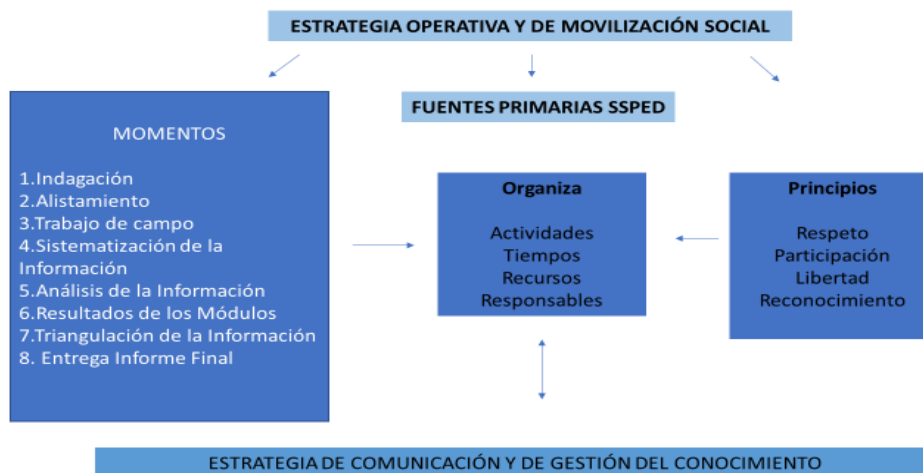 ESTRATEGIA OPERATIVA Y DE MOVILIZACIÓN SOCIAL
FUENTES PRIMARIAS SSPED
MOMENTOS
1.Indagación
2.Alistamiento
3.Trabajo de campo
4.Sistematización de la
Información
5.Análisis de la Información
6.Resultados de los Módulos
7.Triangulación de la Información
8. Entrega Informe Final
Organiza
Actividades
Tiempos
Recursos
Responsables
Principios
Respeto
Participación
Libertad
Reconocimiento
ESTRATEGIA DE COMUNICACIÓN Y DE GESTIÓN DEL CONOCIMIENTO